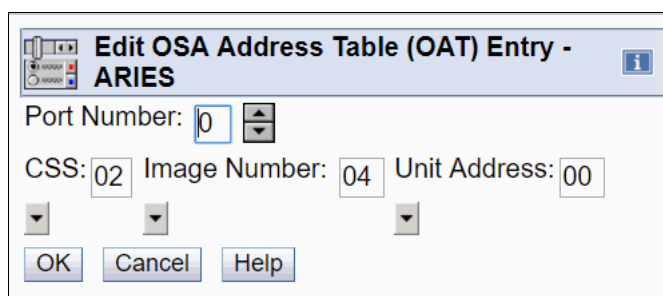 Edit OSA Address Table (OAT) Entry -
ARIES
Port Number: 0
CSS: 02 Image Number: 04 Unit Address: 00
OK Cancel Help